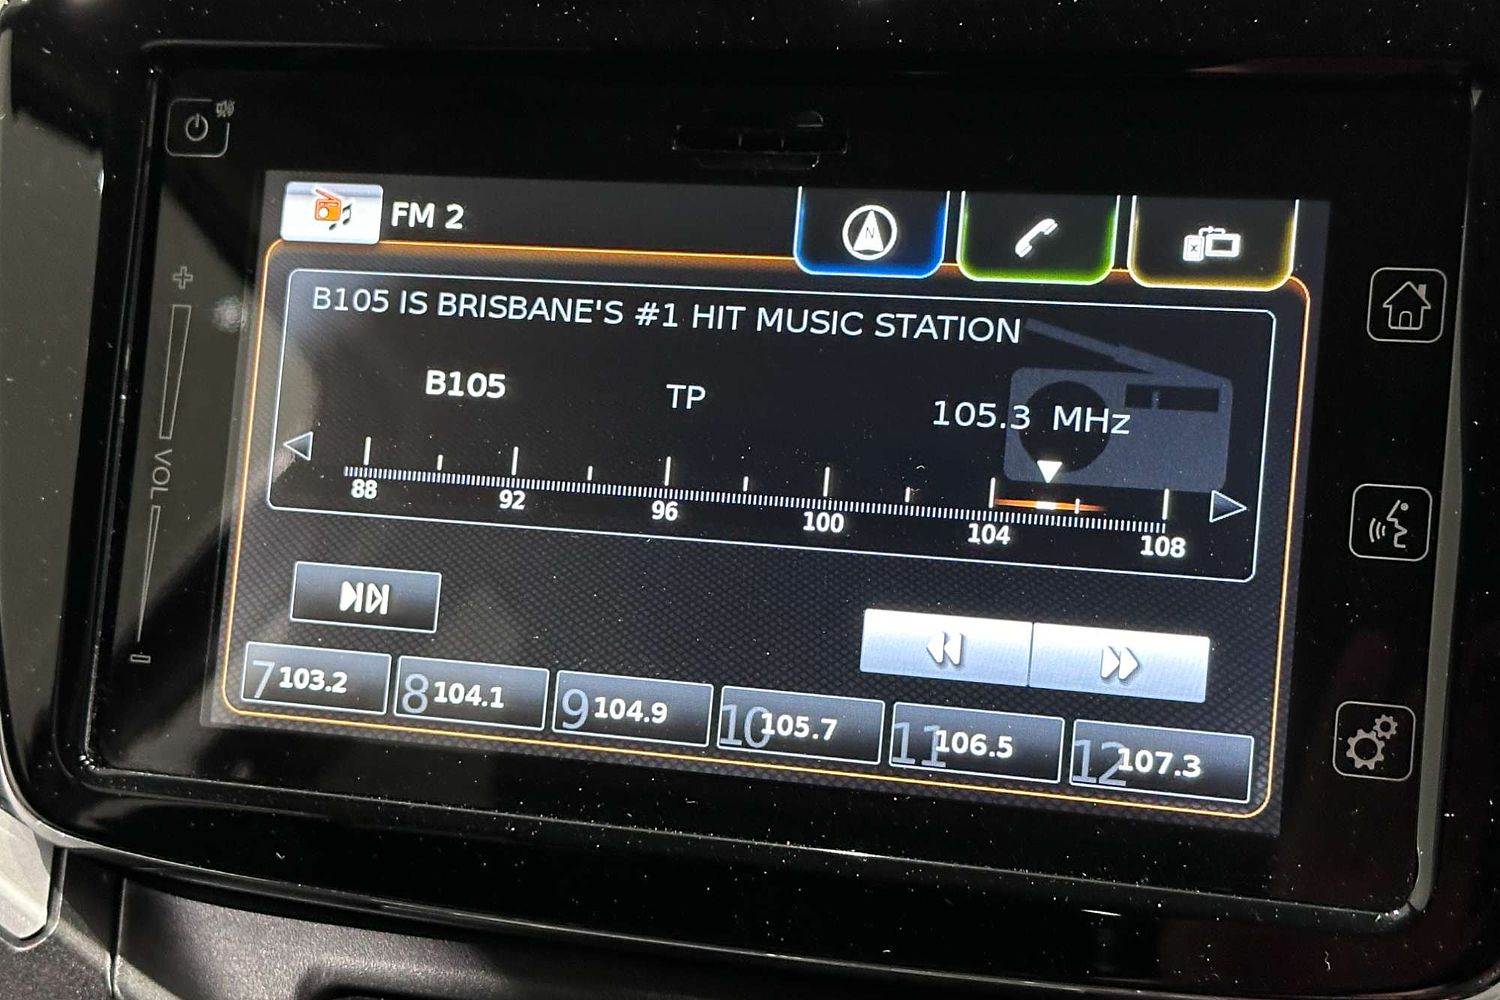 FM 2
N
B105 IS BRISBANE'S #1 HIT MUSIC STATION
B105 TP 105.3 MHz
88 92 96 100 104 108
VOL
7 103.2 8 104.1 9 104.9 10 105.7 11 106.5 12 107.3